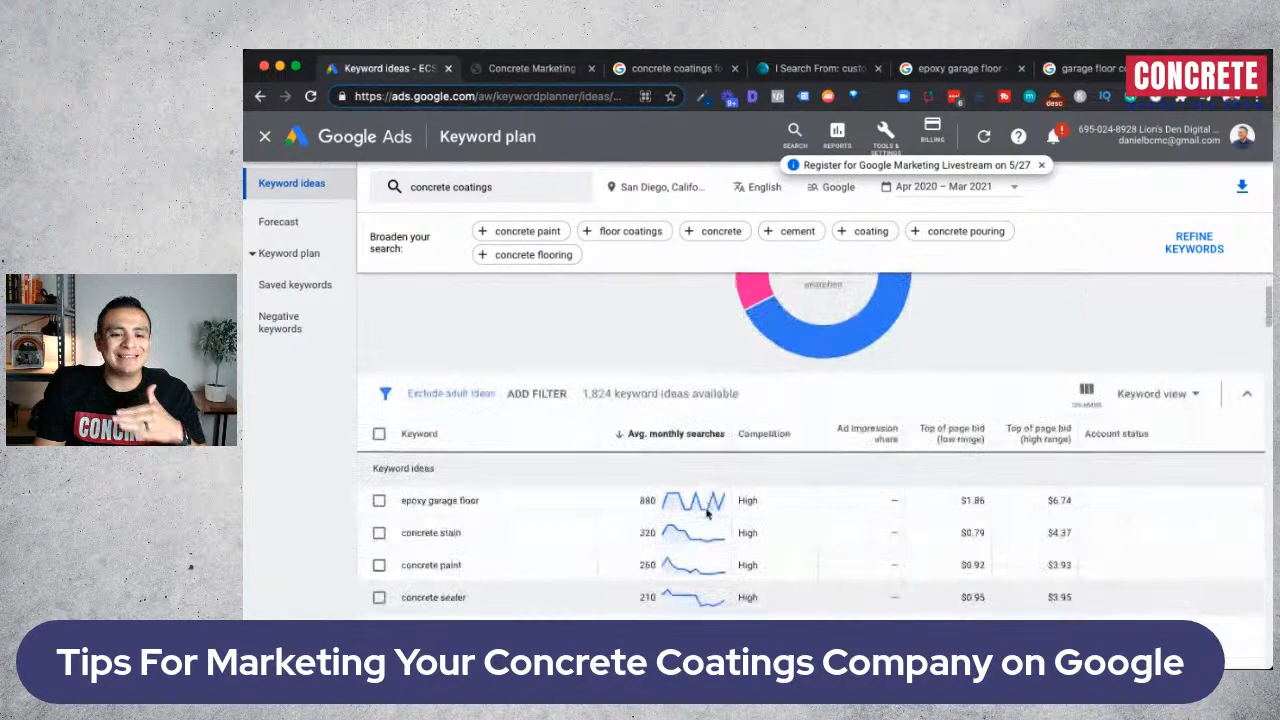 Keyword ideas - ECS
Concrete Marketing
concrete coatings fo
I Search From: custo
epoxy garage floor -
garage floor co
CONCRETE
https://ads.google.com/aw/keywordplanner/ideas/...
9+
desc
IQ
Google Ads
Keyword plan
SEARCH
REPORTS
TOOLS &
SETTINGS
BILLING
695-024-8928 Lion's Den Digital ...
danielbcmc@gmail.com
Register for Google Marketing Livestream on 5/27
Keyword ideas
concrete coatings
San Diego, Califo...
English
Google
Apr 2020 – Mar 2021
Forecast
Keyword plan
Saved keywords
Negative
keywords
Broaden your
search:
+ concrete paint
+ floor coatings
+ concrete
+ cement
+ coating
+ concrete pouring
+ concrete flooring
REFINE
KEYWORDS
Exclude adult ideas
ADD FILTER
1,824 keyword ideas available
COLUMNS
Keyword view
Keyword
Avg. monthly searches
Competition
Ad impression
share
Top of page bid
(low range)
Top of page bid
(high range)
Account status
Keyword ideas
epoxy garage floor 880 High – $1.86 $6.74
concrete stain 320 High – $0.79 $4.37
concrete paint 260 High – $0.92 $3.93
concrete sealer 210 High – $0.95 $3.95
Tips For Marketing Your Concrete Coatings Company on Google